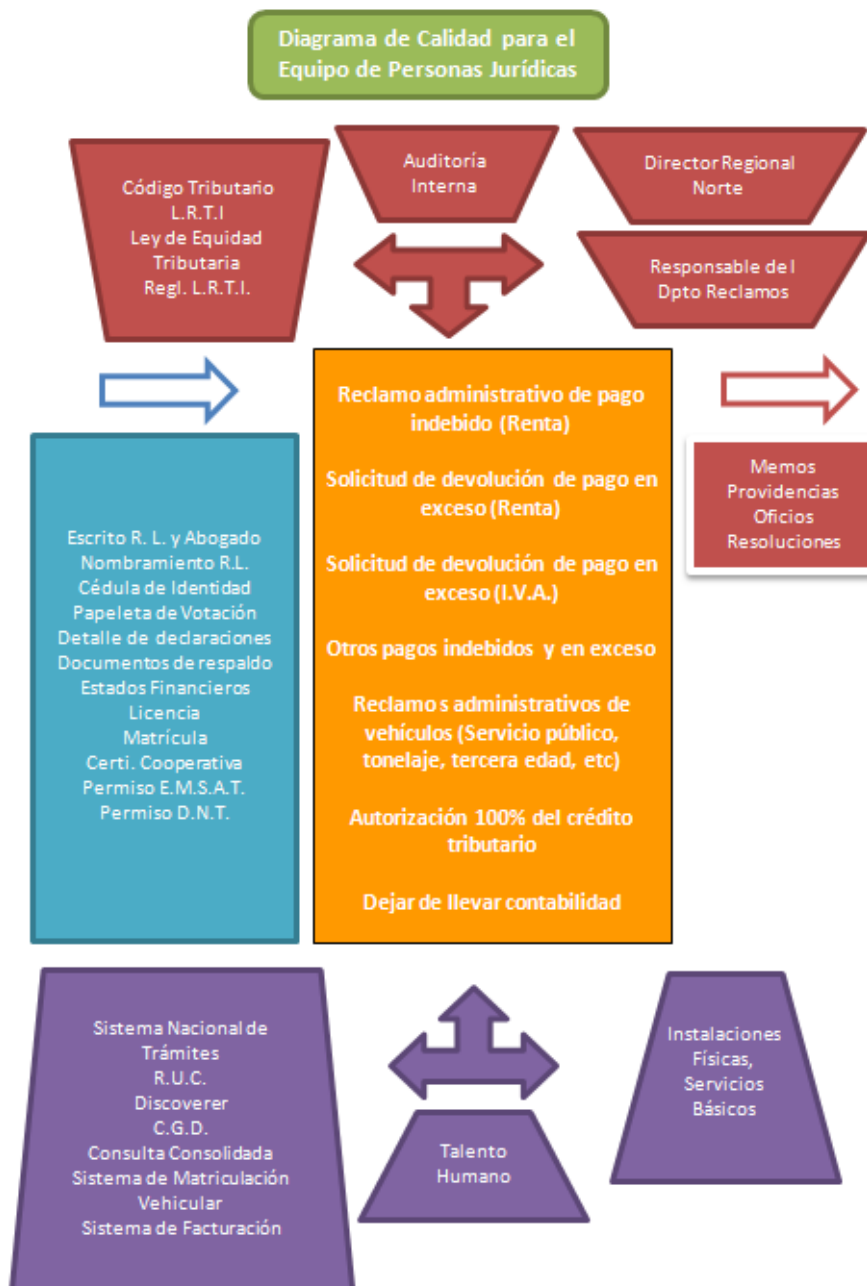 Diagrama de Calidad para el
Equipo de Personas Jurídicas
Código Tributario
L.R.T.I
Ley de Equidad
Tributaria
Regl. L.R.T.I.
Auditoría
Interna
Director Regional
Norte
Responsable del
Dpto Reclamos
Escrito R. L. y Abogado
Nombramiento R.L.
Cédula de Identidad
Papeleta de Votación
Detalle de declaraciones
Documentos de respaldo
Estados Financieros
Licencia
Matrícula
Certi. Cooperativa
Permiso E.M.S.A.T.
Permiso D.N.T.
Reclamo administrativo de pago
indebido (Renta)
Solicitud de devolución de pago en
exceso (Renta)
Solicitud de devolución de pago en
exceso (I.V.A.)
Otros pagos indebidos y en exceso
Reclamo s administrativos de
vehículos (Servicio público,
tonelaje, tercera edad, etc)
Autorización 100% del crédito
tributario
Dejar de llevar contabilidad
Memos
Providencias
Oficios
Resoluciones
Sistema Nacional de
Trámites
R.U.C.
Discoverer
C.G.D.
Consulta Consolidada
Sistema de Matriculación
Vehicular
Sistema de Facturación
Talento
Humano
Instalaciones
Físicas,
Servicios
Básicos